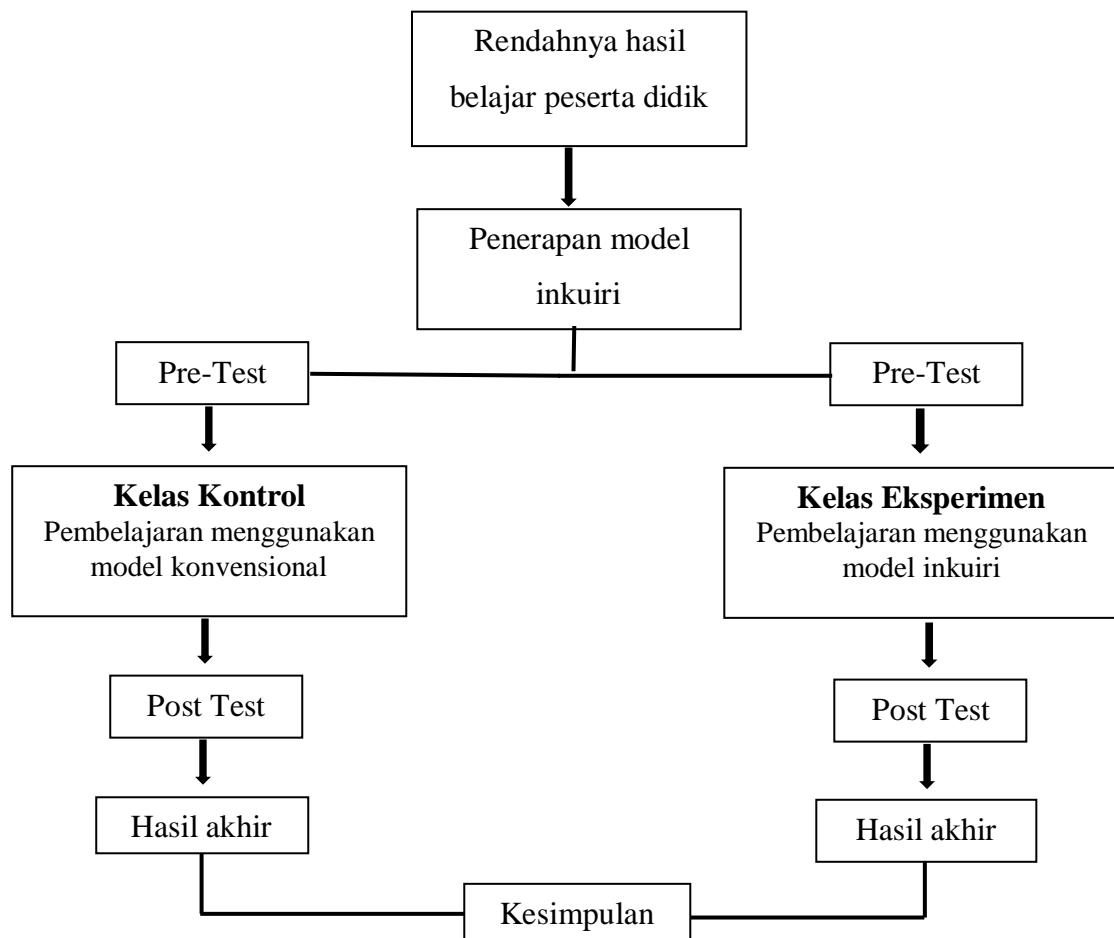 Rendahnya hasil
belajar peserta didik
Penerapan model
inkuiri
Pre-Test
Pre-Test
Kelas Kontrol
Pembelajaran menggunakan
model konvensional
Kelas Eksperimen
Pembelajaran menggunakan
model inkuiri
Post Test
Post Test
Hasil akhir
Hasil akhir
Kesimpulan